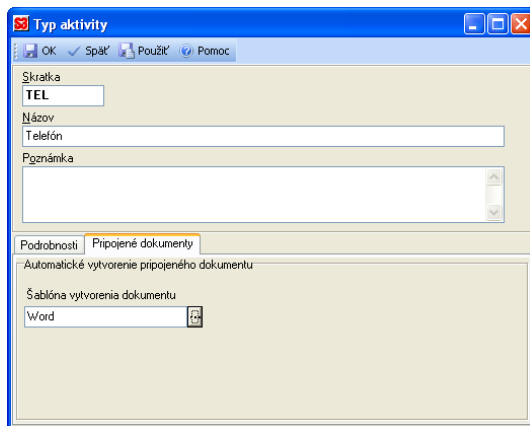 Typ aktivity
OK Späť Použiť Pomoc
Skratka
TEL
Názov
Telefón
Poznámka
Podrobnosti Pripojené dokumenty
Automatické vytvorenie pripojeného dokumentu
Šablóna vytvorenia dokumentu
Word